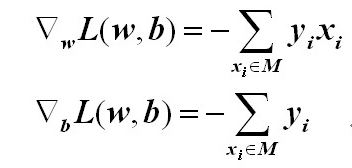 ∇_w L(w,b) = −∑_{x_i∈M} y_i x_i
∇_b L(w,b) = −∑_{x_i∈M} y_i